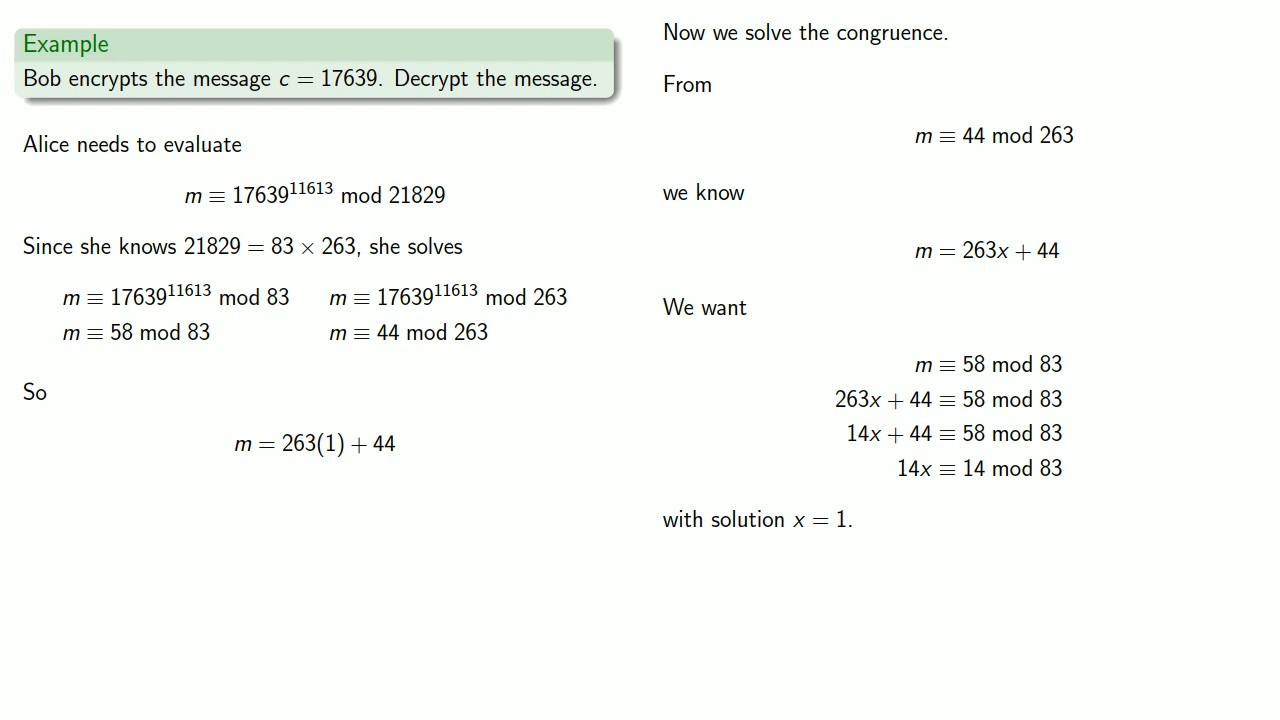 Example
Bob encrypts the message c = 17639. Decrypt the message.
Alice needs to evaluate
m ≡ 17639^11613 mod 21829
Since she knows 21829 = 83 × 263, she solves
m ≡ 17639^11613 mod 83 m ≡ 17639^11613 mod 263
m ≡ 58 mod 83 m ≡ 44 mod 263
So
m = 263(1) + 44
Now we solve the congruence.
From
m ≡ 44 mod 263
we know
m = 263x + 44
We want
m ≡ 58 mod 83
263x + 44 ≡ 58 mod 83
14x + 44 ≡ 58 mod 83
14x ≡ 14 mod 83
with solution x = 1.